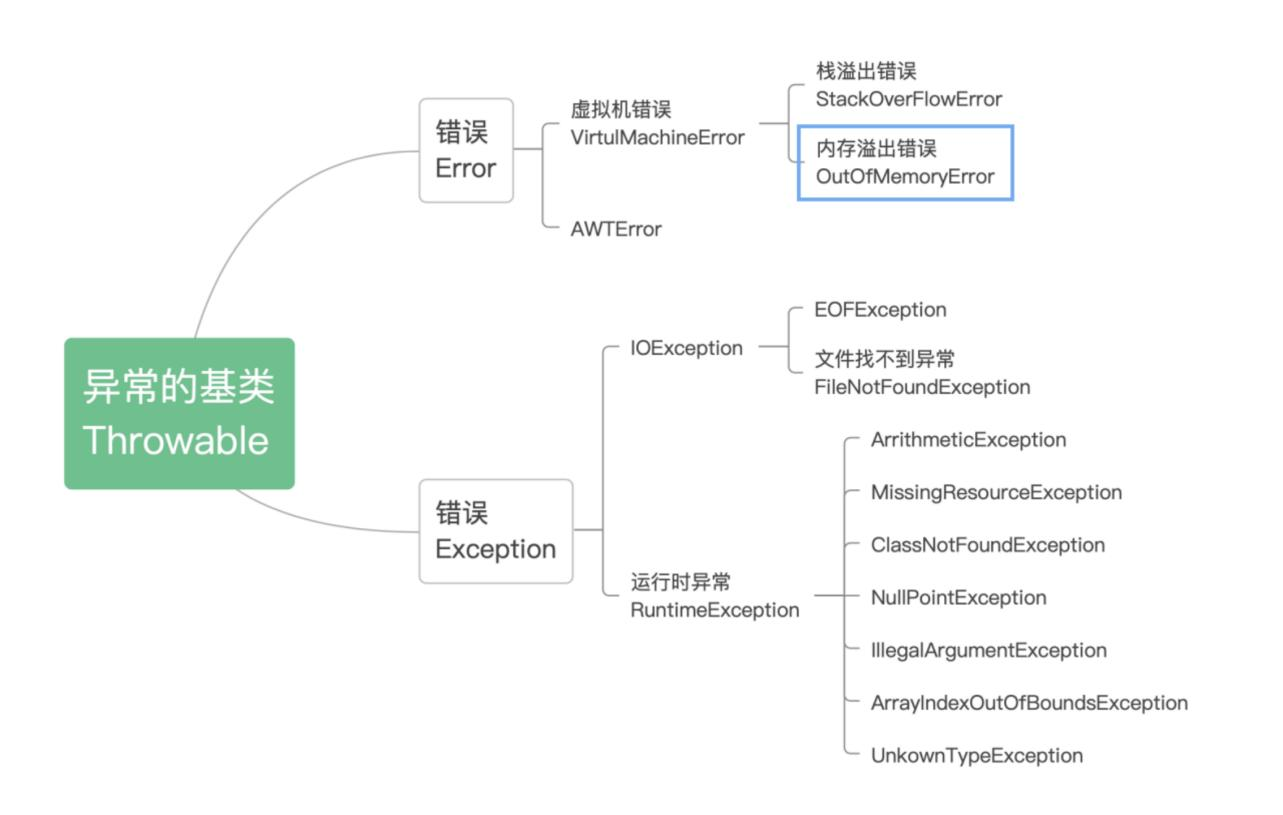 异常的基类
Throwable
错误
Error
虚拟机错误
VirtulMachineError
栈溢出错误
StackOverFlowError
内存溢出错误
OutOfMemoryError
AWTError
错误
Exception
IOException
EOFException
文件找不到异常
FileNotFoundException
运行时异常
RuntimeException
ArrithmeticException
MissingResourceException
ClassNotFoundException
NullPointException
IllegalArgumentException
ArrayIndexOutOfBoundsException
UnkownTypeException